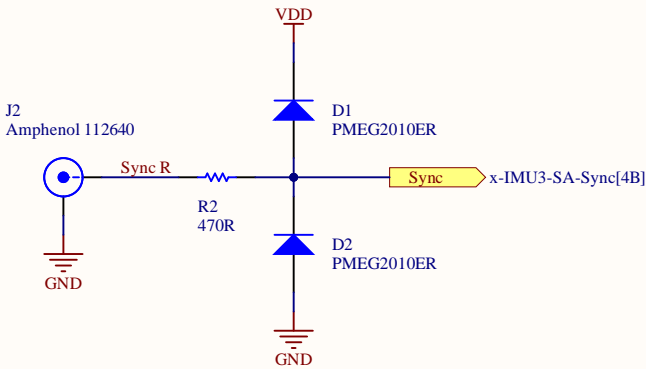 VDD
J2
Amphenol 112640
D1
PMEG2010ER
Sync R
Sync
x-IMU3-SA-Sync[4B]
R2
470R
D2
PMEG2010ER
GND
GND